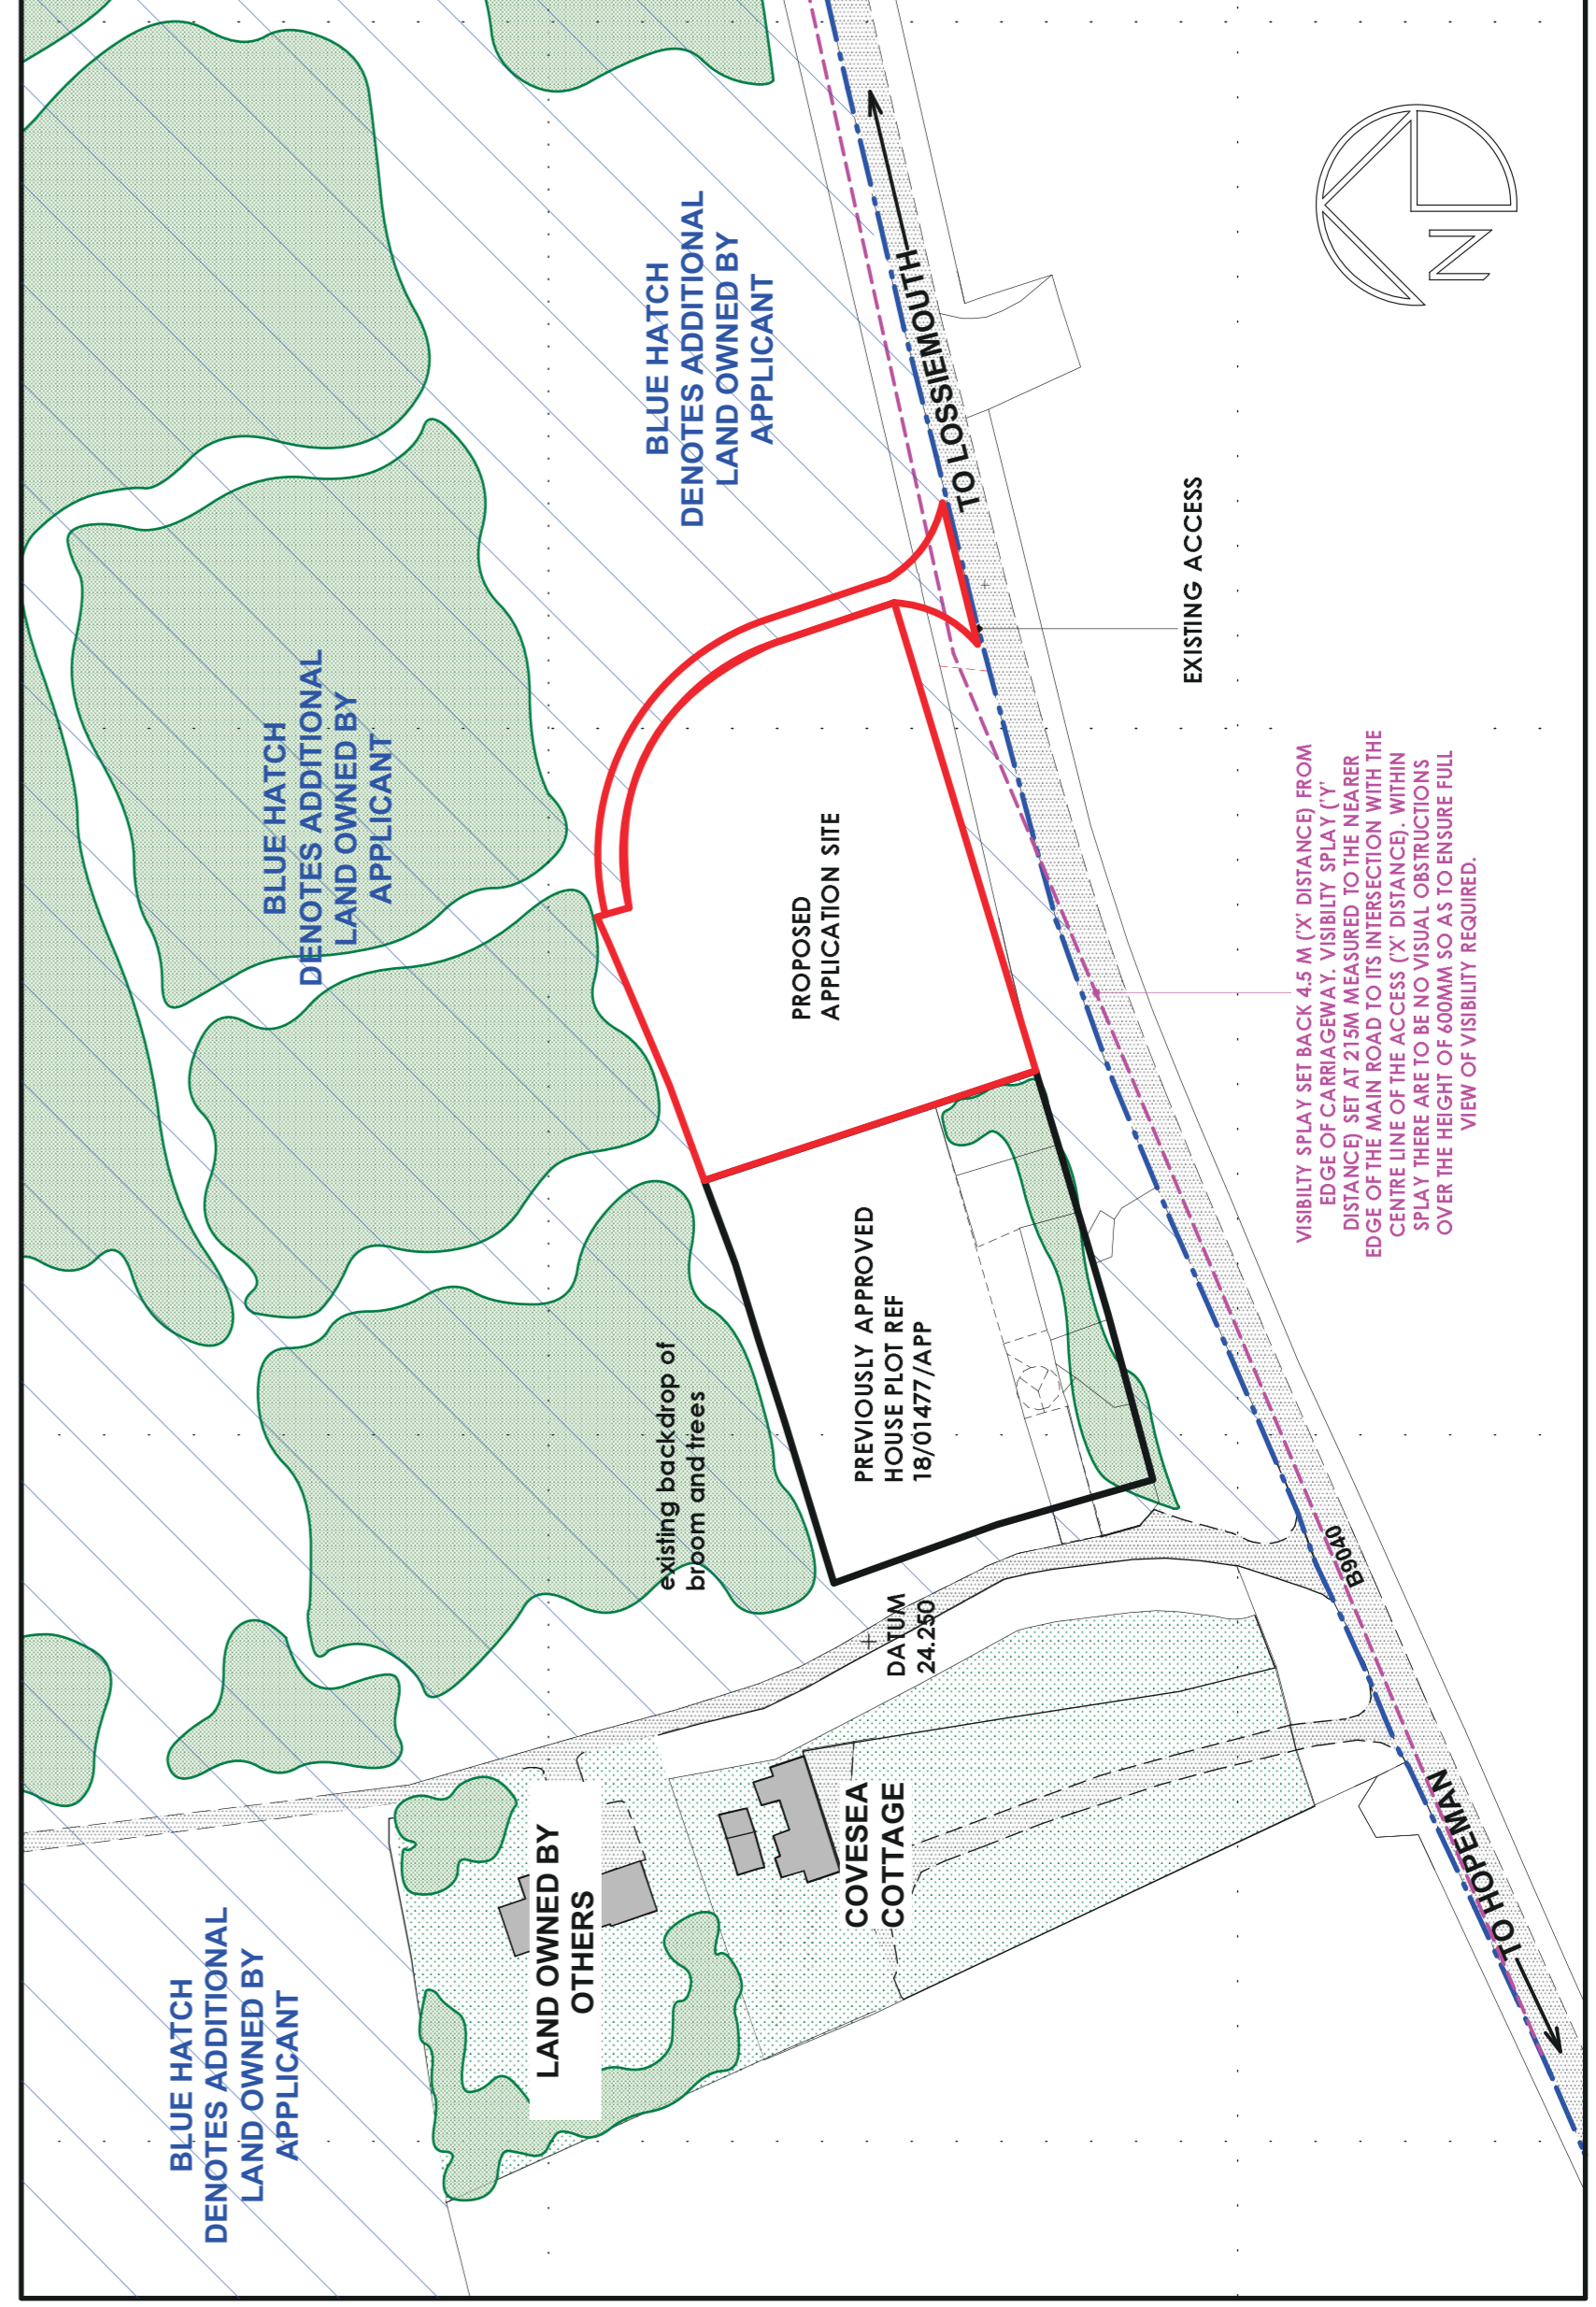 BLUE HATCH
DENOTES ADDITIONAL
LAND OWNED BY
APPLICANT
BLUE HATCH
DENOTES ADDITIONAL
LAND OWNED BY
APPLICANT
BLUE HATCH
DENOTES ADDITIONAL
LAND OWNED BY
APPLICANT
LAND OWNED BY
OTHERS
COVESEA
COTTAGE
existing backdrop of
broom and trees
DATUM
24.250
PREVIOUSLY APPROVED
HOUSE PLOT REF
18/01477/APP
PROPOSED
APPLICATION SITE
TO LOSSIEMOUTH
EXISTING ACCESS
B9040
TO HOPEMAN
VISIBILTY SPLAY SET BACK 4.5 M ('X' DISTANCE) FROM
EDGE OF CARRIAGEWAY. VISIBILTY SPLAY ('Y'
DISTANCE) SET AT 215M MEASURED TO THE NEARER
EDGE OF THE MAIN ROAD TO ITS INTERSECTION WITH THE
CENTRE LINE OF THE ACCESS ('X' DISTANCE). WITHIN
SPLAY THERE ARE TO BE NO VISUAL OBSTRUCTIONS
OVER THE HEIGHT OF 600MM SO AS TO ENSURE FULL
VIEW OF VISIBILITY REQUIRED.
N